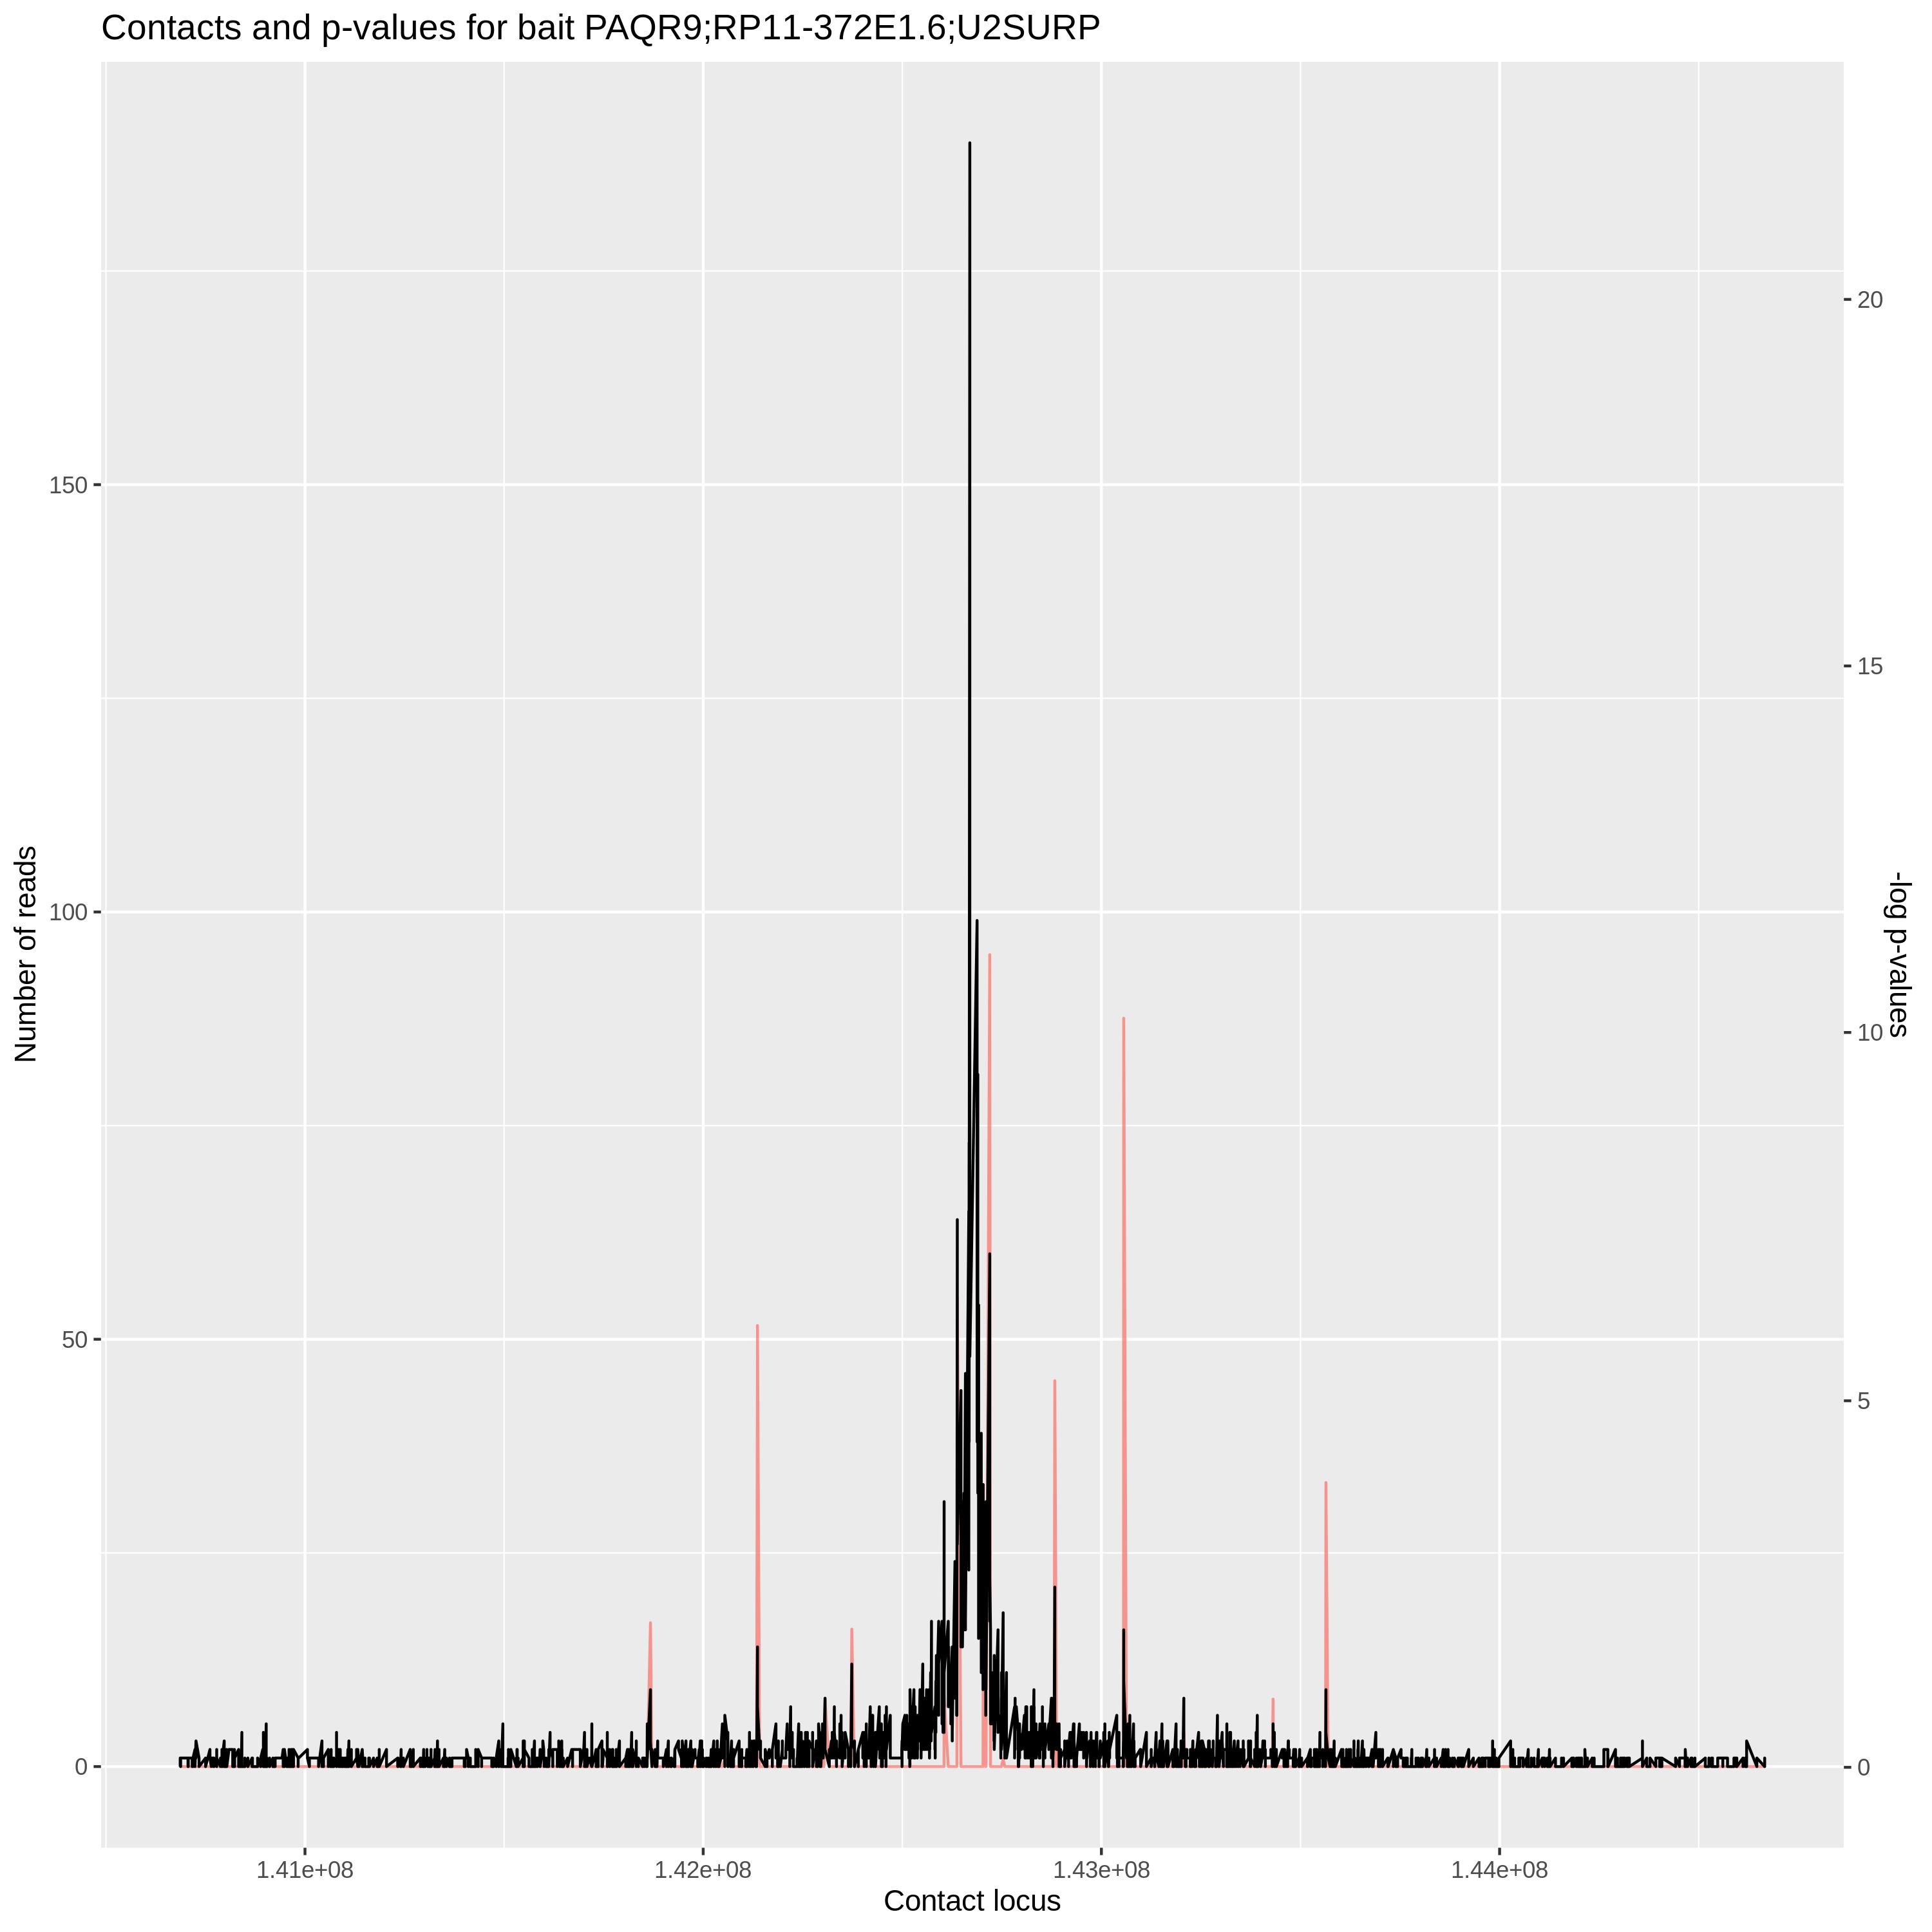 Contacts and p-values for bait PAQR9;RP11-372E1.6;U2SURP
Number of reads
150
100
50
0
20
15
10
5
0
-log p-values
1.41e+08
1.42e+08
1.43e+08
1.44e+08
Contact locus